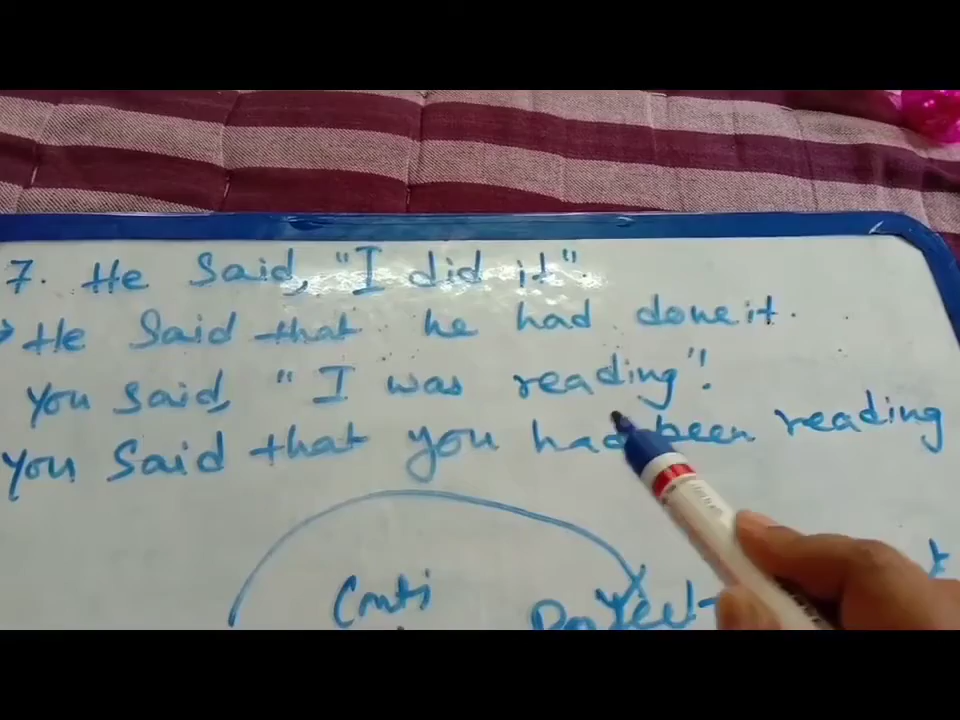 7. He Said, "I did it".
→ He Said that he had done it.
You Said, "I was reading".
You Said that you had been reading
Conti